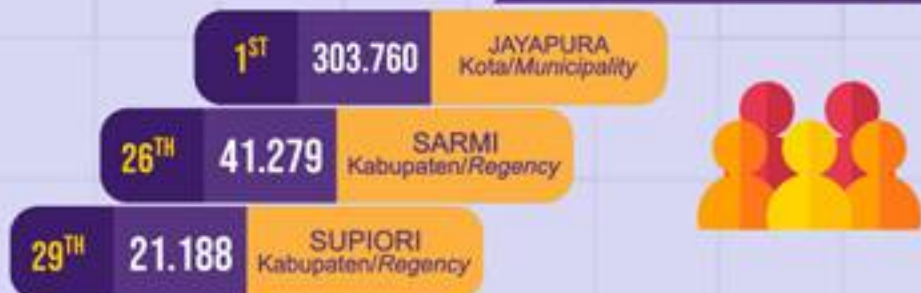 1ST 303.760 JAYAPURA
Kota/Municipality
26TH 41.279 SARMI
Kabupaten/Regency
29TH 21.188 SUPIORI
Kabupaten/Regency